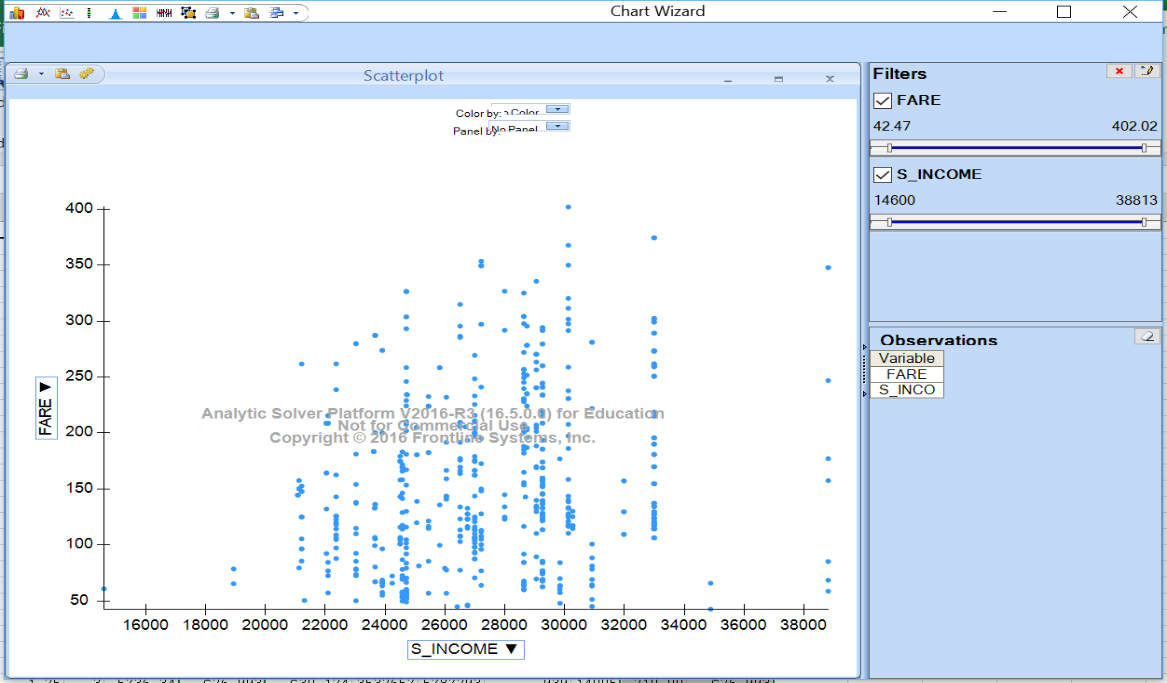 Chart Wizard
Scatterplot
Color by: Color
Panel by: No Panel
Filters
FARE
42.47 402.02
S_INCOME
14600 38813
Observations
Variable
FARE
S_INCO
400
350
300
250
200
150
100
50
FARE ▼
Analytic Solver Platform V2016-R3 (16.5.0.0) for Education
Not for Commercial Use
Copyright © 2016 Frontline Systems, Inc.
16000 18000 20000 22000 24000 26000 28000 30000 32000 34000 36000 38000
S_INCOME ▼